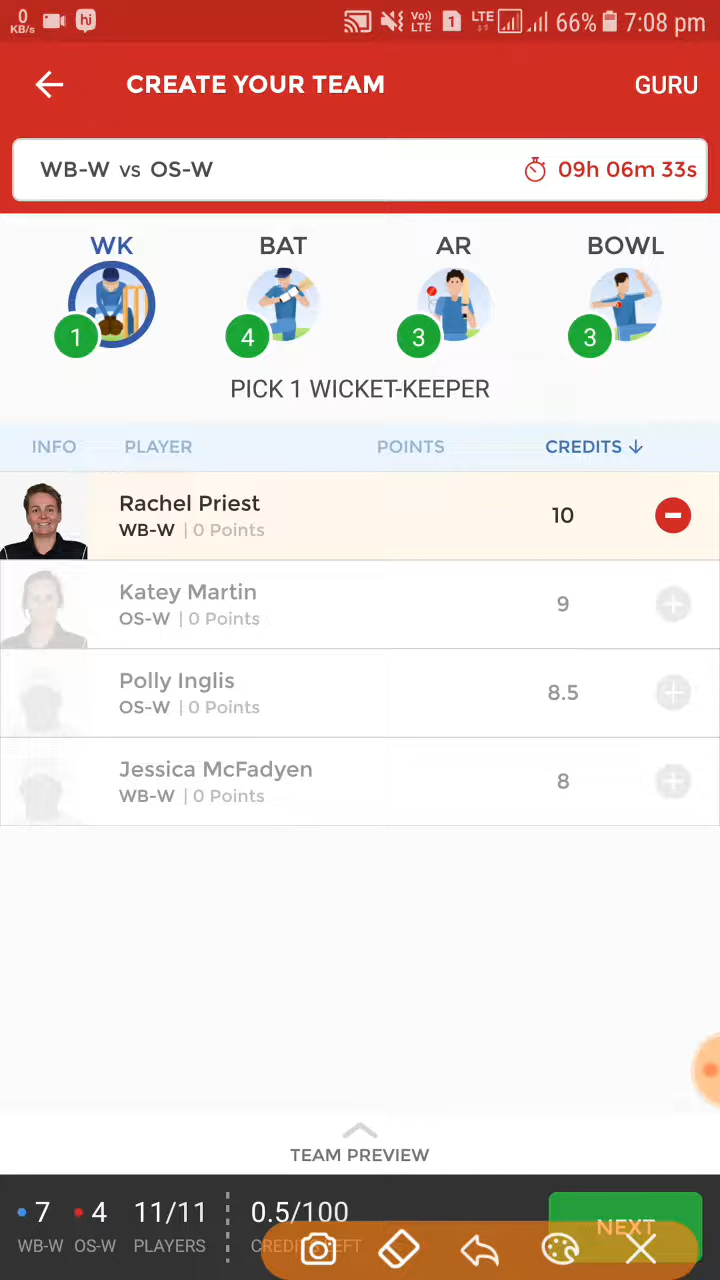 0 KB/s hi Vo)) LTE 1 LTE 66% 7:08 pm
CREATE YOUR TEAM GURU
WB-W vs OS-W 09h 06m 33s
WK BAT AR BOWL
1 4 3 3
PICK 1 WICKET-KEEPER
INFO PLAYER POINTS CREDITS ↓
Rachel Priest
WB-W | 0 Points 10
Katey Martin
OS-W | 0 Points 9
Polly Inglis
OS-W | 0 Points 8.5
Jessica McFadyen
WB-W | 0 Points 8
TEAM PREVIEW
7 4 11/11 0.5/100 NEXT
WB-W OS-W PLAYERS CREDITS LEFT